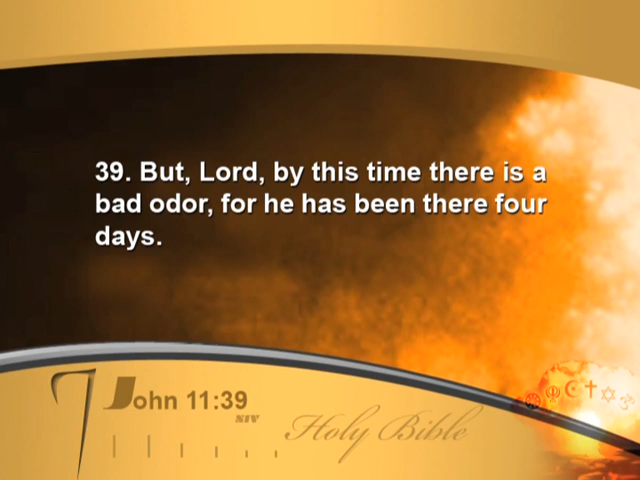 39. But, Lord, by this time there is a
bad odor, for he has been there four
days.
John 11:39
NIV
Holy Bible